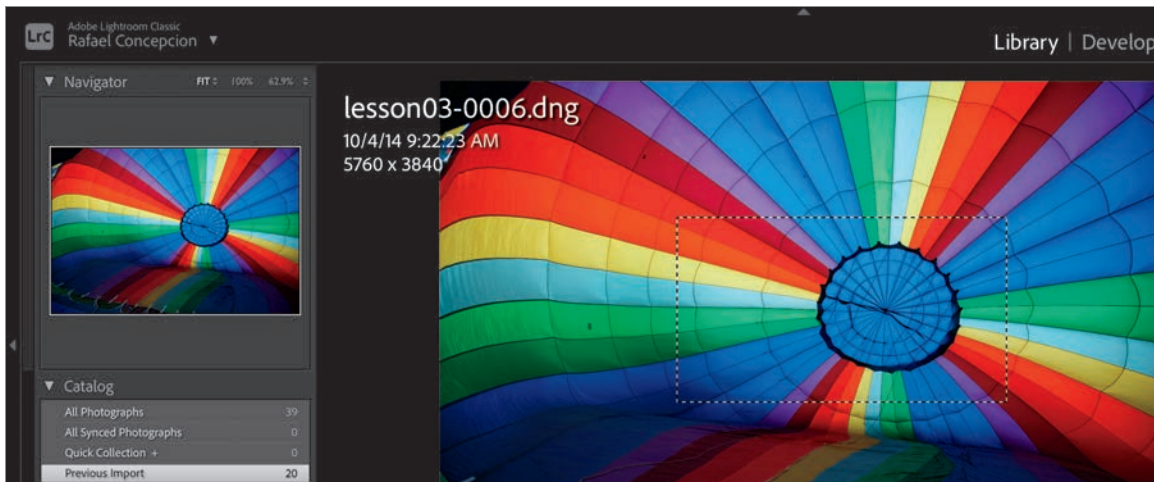 LrC
Adobe Lightroom Classic
Rafael Concepcion
Library | Develop
Navigator FIT 100% 62.9%
lesson03-0006.dng
10/4/14 9:22:23 AM
5760 x 3840
Catalog
All Photographs 39
All Synced Photographs 0
Quick Collection + 0
Previous Import 20